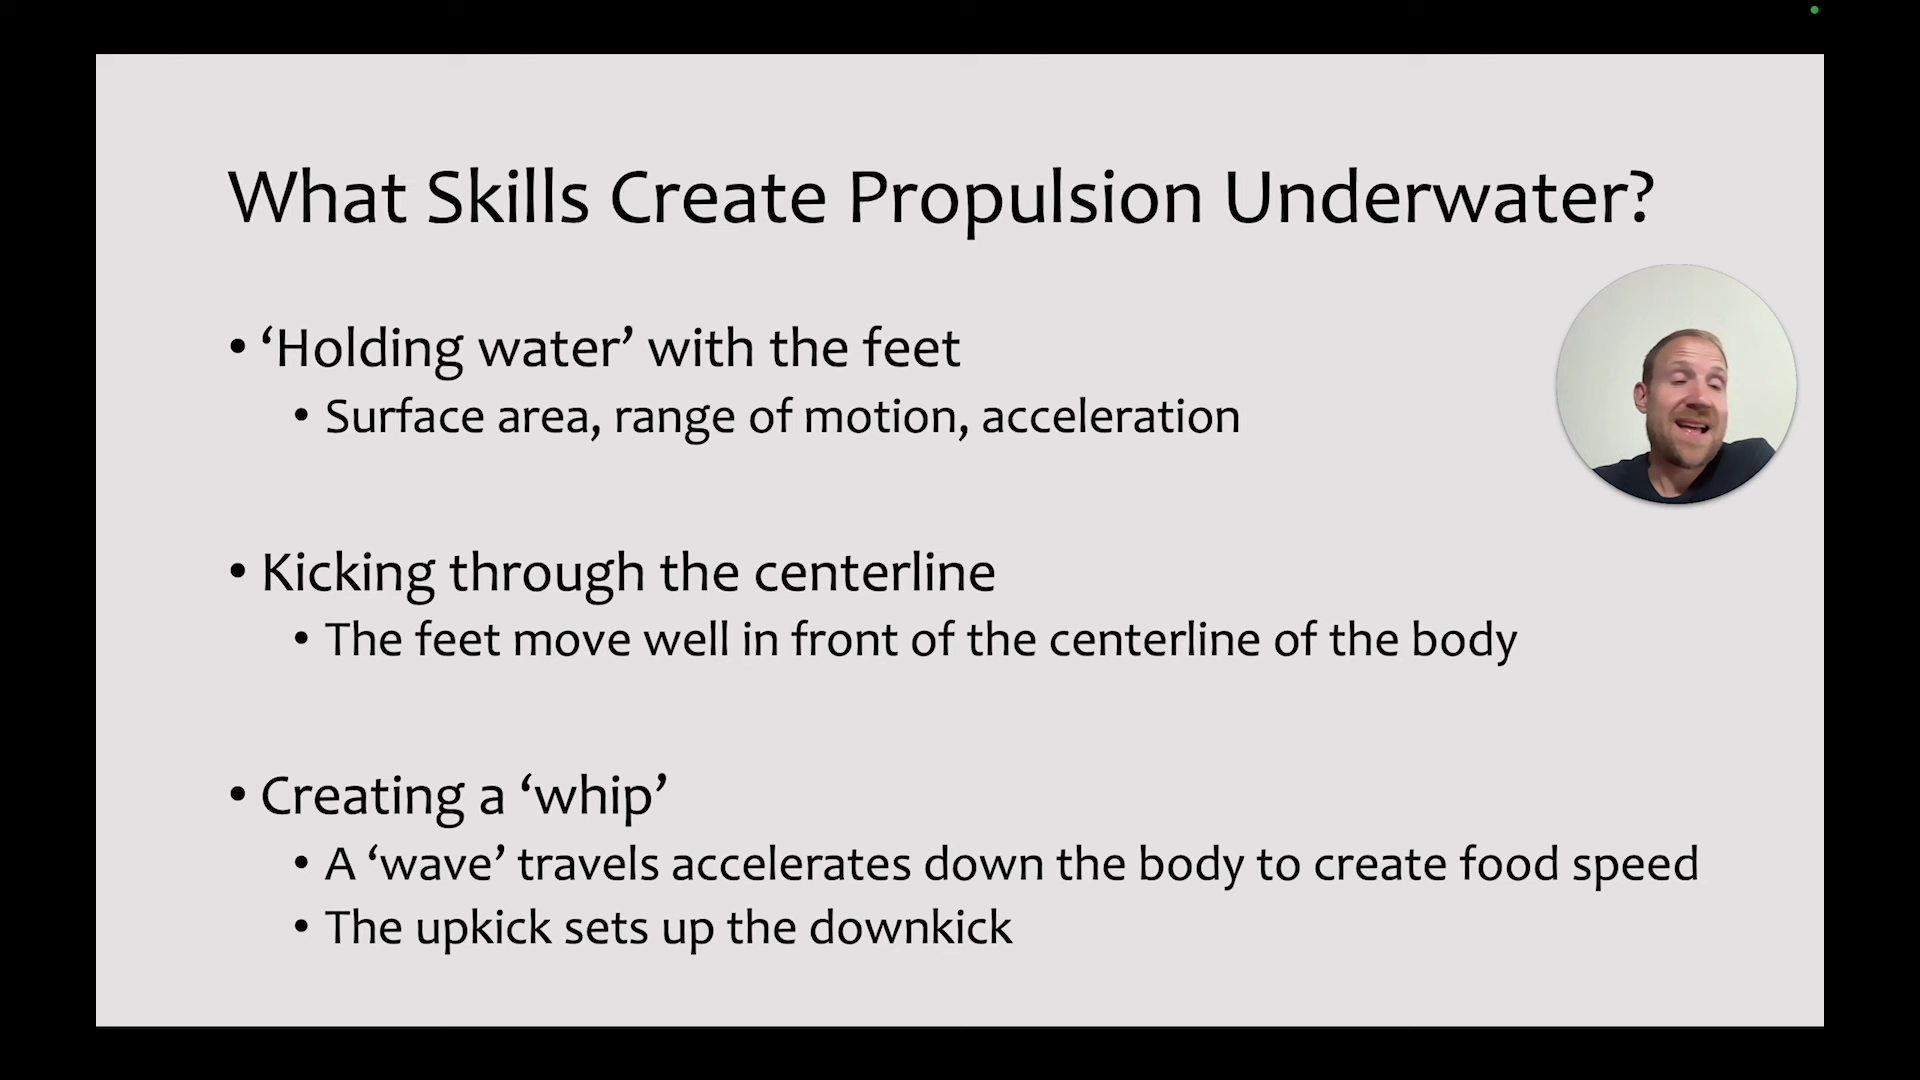 What Skills Create Propulsion Underwater?
• ‘Holding water’ with the feet
• Surface area, range of motion, acceleration
• Kicking through the centerline
• The feet move well in front of the centerline of the body
• Creating a ‘whip’
• A ‘wave’ travels accelerates down the body to create food speed
• The upkick sets up the downkick